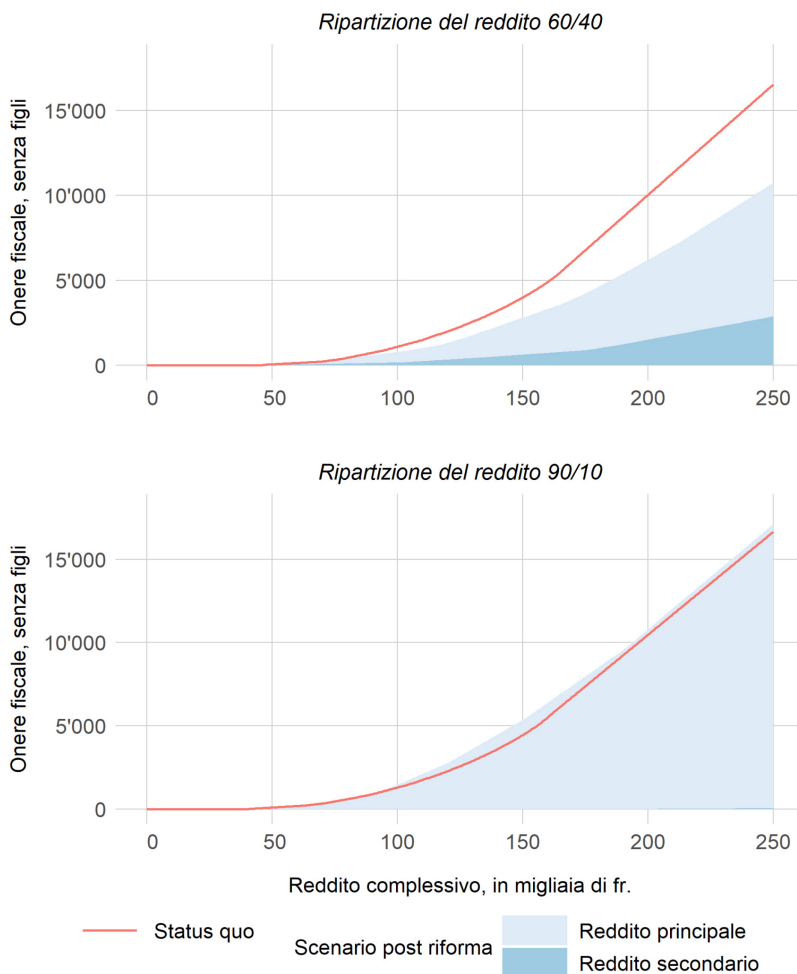 Ripartizione del reddito 60/40
Onere fiscale, senza figli
15'000
10'000
5'000
0
0 50 100 150 200 250
Ripartizione del reddito 90/10
Onere fiscale, senza figli
15'000
10'000
5'000
0
0 50 100 150 200 250
Reddito complessivo, in migliaia di fr.
Status quo
Scenario post riforma
Reddito principale
Reddito secondario